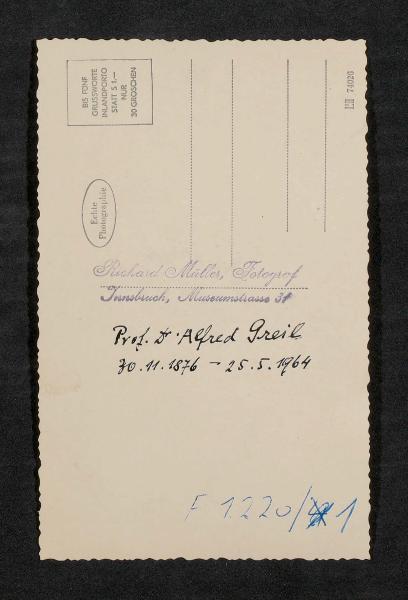 BIS FÜNF
GRUSSWORTE
INLANDPORTO
STATT S 1.—
NUR
30 GROSCHEN
74026
Echte
Photographie
Richard Müller, Fotograf
Innsbruck, Museumstrasse 31
Prof. Dr. Alfred Greil
30.11.1876 – 25.5.1964
F 1220/1